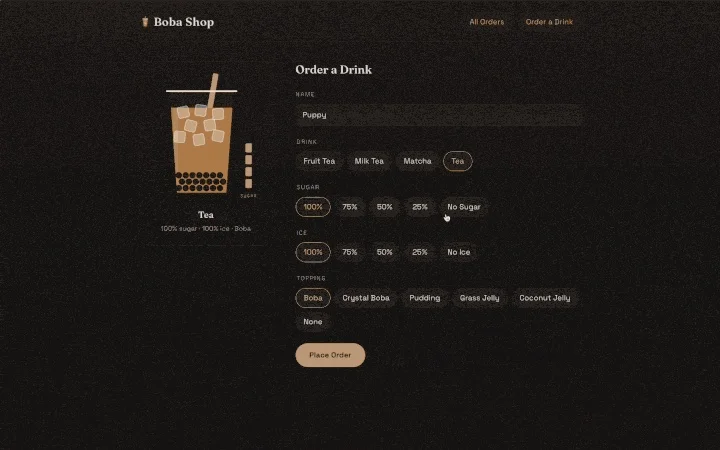 Boba Shop
All Orders Order a Drink
Order a Drink
NAME
Puppy
DRINK
Fruit Tea Milk Tea Matcha Tea
SUGAR
100% 75% 50% 25% No Sugar
ICE
100% 75% 50% 25% No Ice
TOPPING
Boba Crystal Boba Pudding Grass Jelly Coconut Jelly
None
Place Order
SUGAR
Tea
100% sugar · 100% ice · Boba